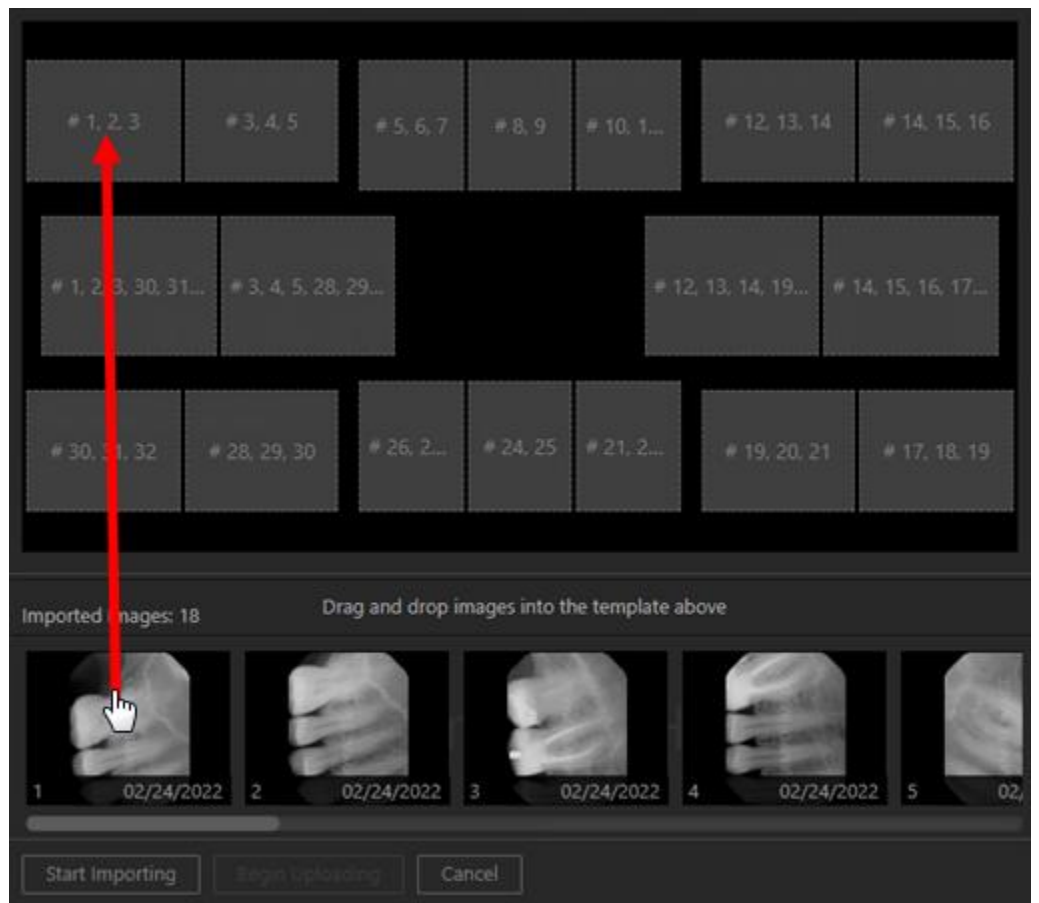 # 1, 2, 3
# 3, 4, 5
# 5, 6, 7
# 8, 9
# 10, 1...
# 12, 13, 14
# 14, 15, 16
# 1, 2, 3, 30, 31...
# 3, 4, 5, 28, 29...
# 12, 13, 14, 19...
# 14, 15, 16, 17...
# 30, 31, 32
# 28, 29, 30
# 26, 2...
# 24, 25
# 21, 2...
# 19, 20, 21
# 17, 18, 19
Imported images: 18
Drag and drop images into the template above
1 02/24/2022
2 02/24/2022
3 02/24/2022
4 02/24/2022
5 02/
Start Importing
Begin Uploading
Cancel